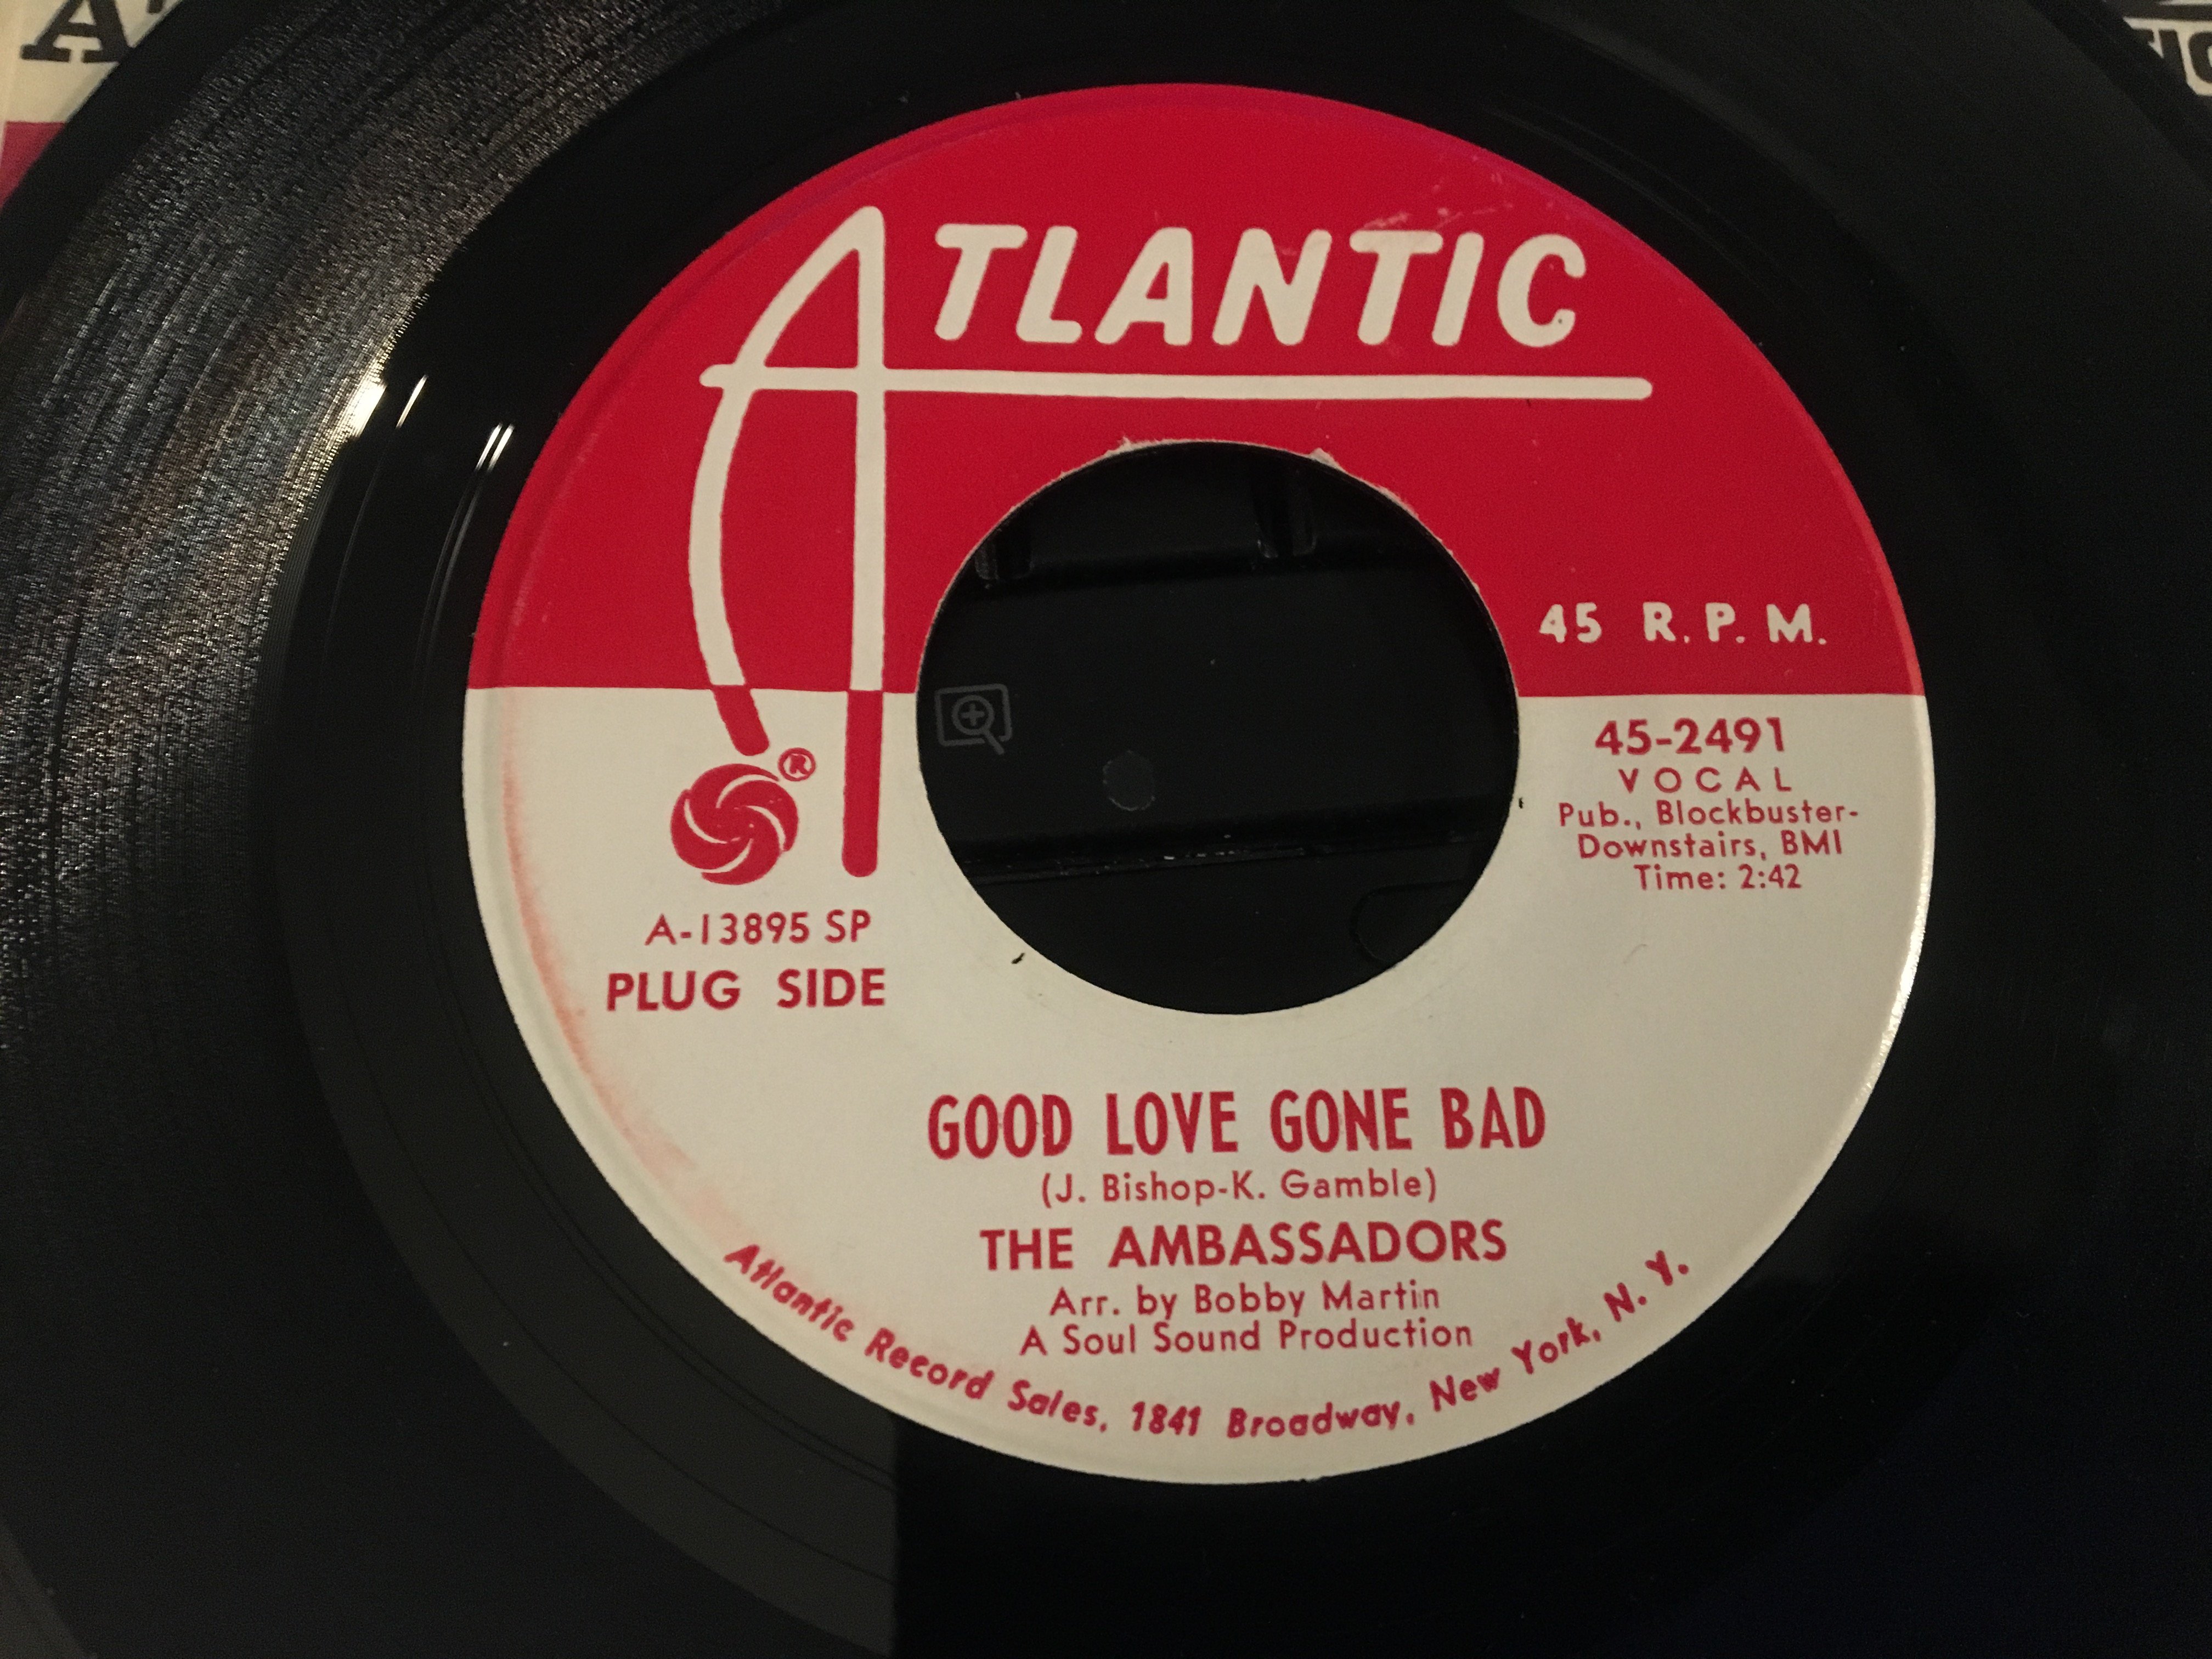 ATLANTIC
45 R.P.M.
45-2491
VOCAL
Pub., Blockbuster-
Downstairs, BMI
Time: 2:42
®
A-13895 SP
PLUG SIDE
GOOD LOVE GONE BAD
(J. Bishop-K. Gamble)
THE AMBASSADORS
Arr. by Bobby Martin
A Soul Sound Production
Atlantic Record Sales, 1841 Broadway, New York, N. Y.